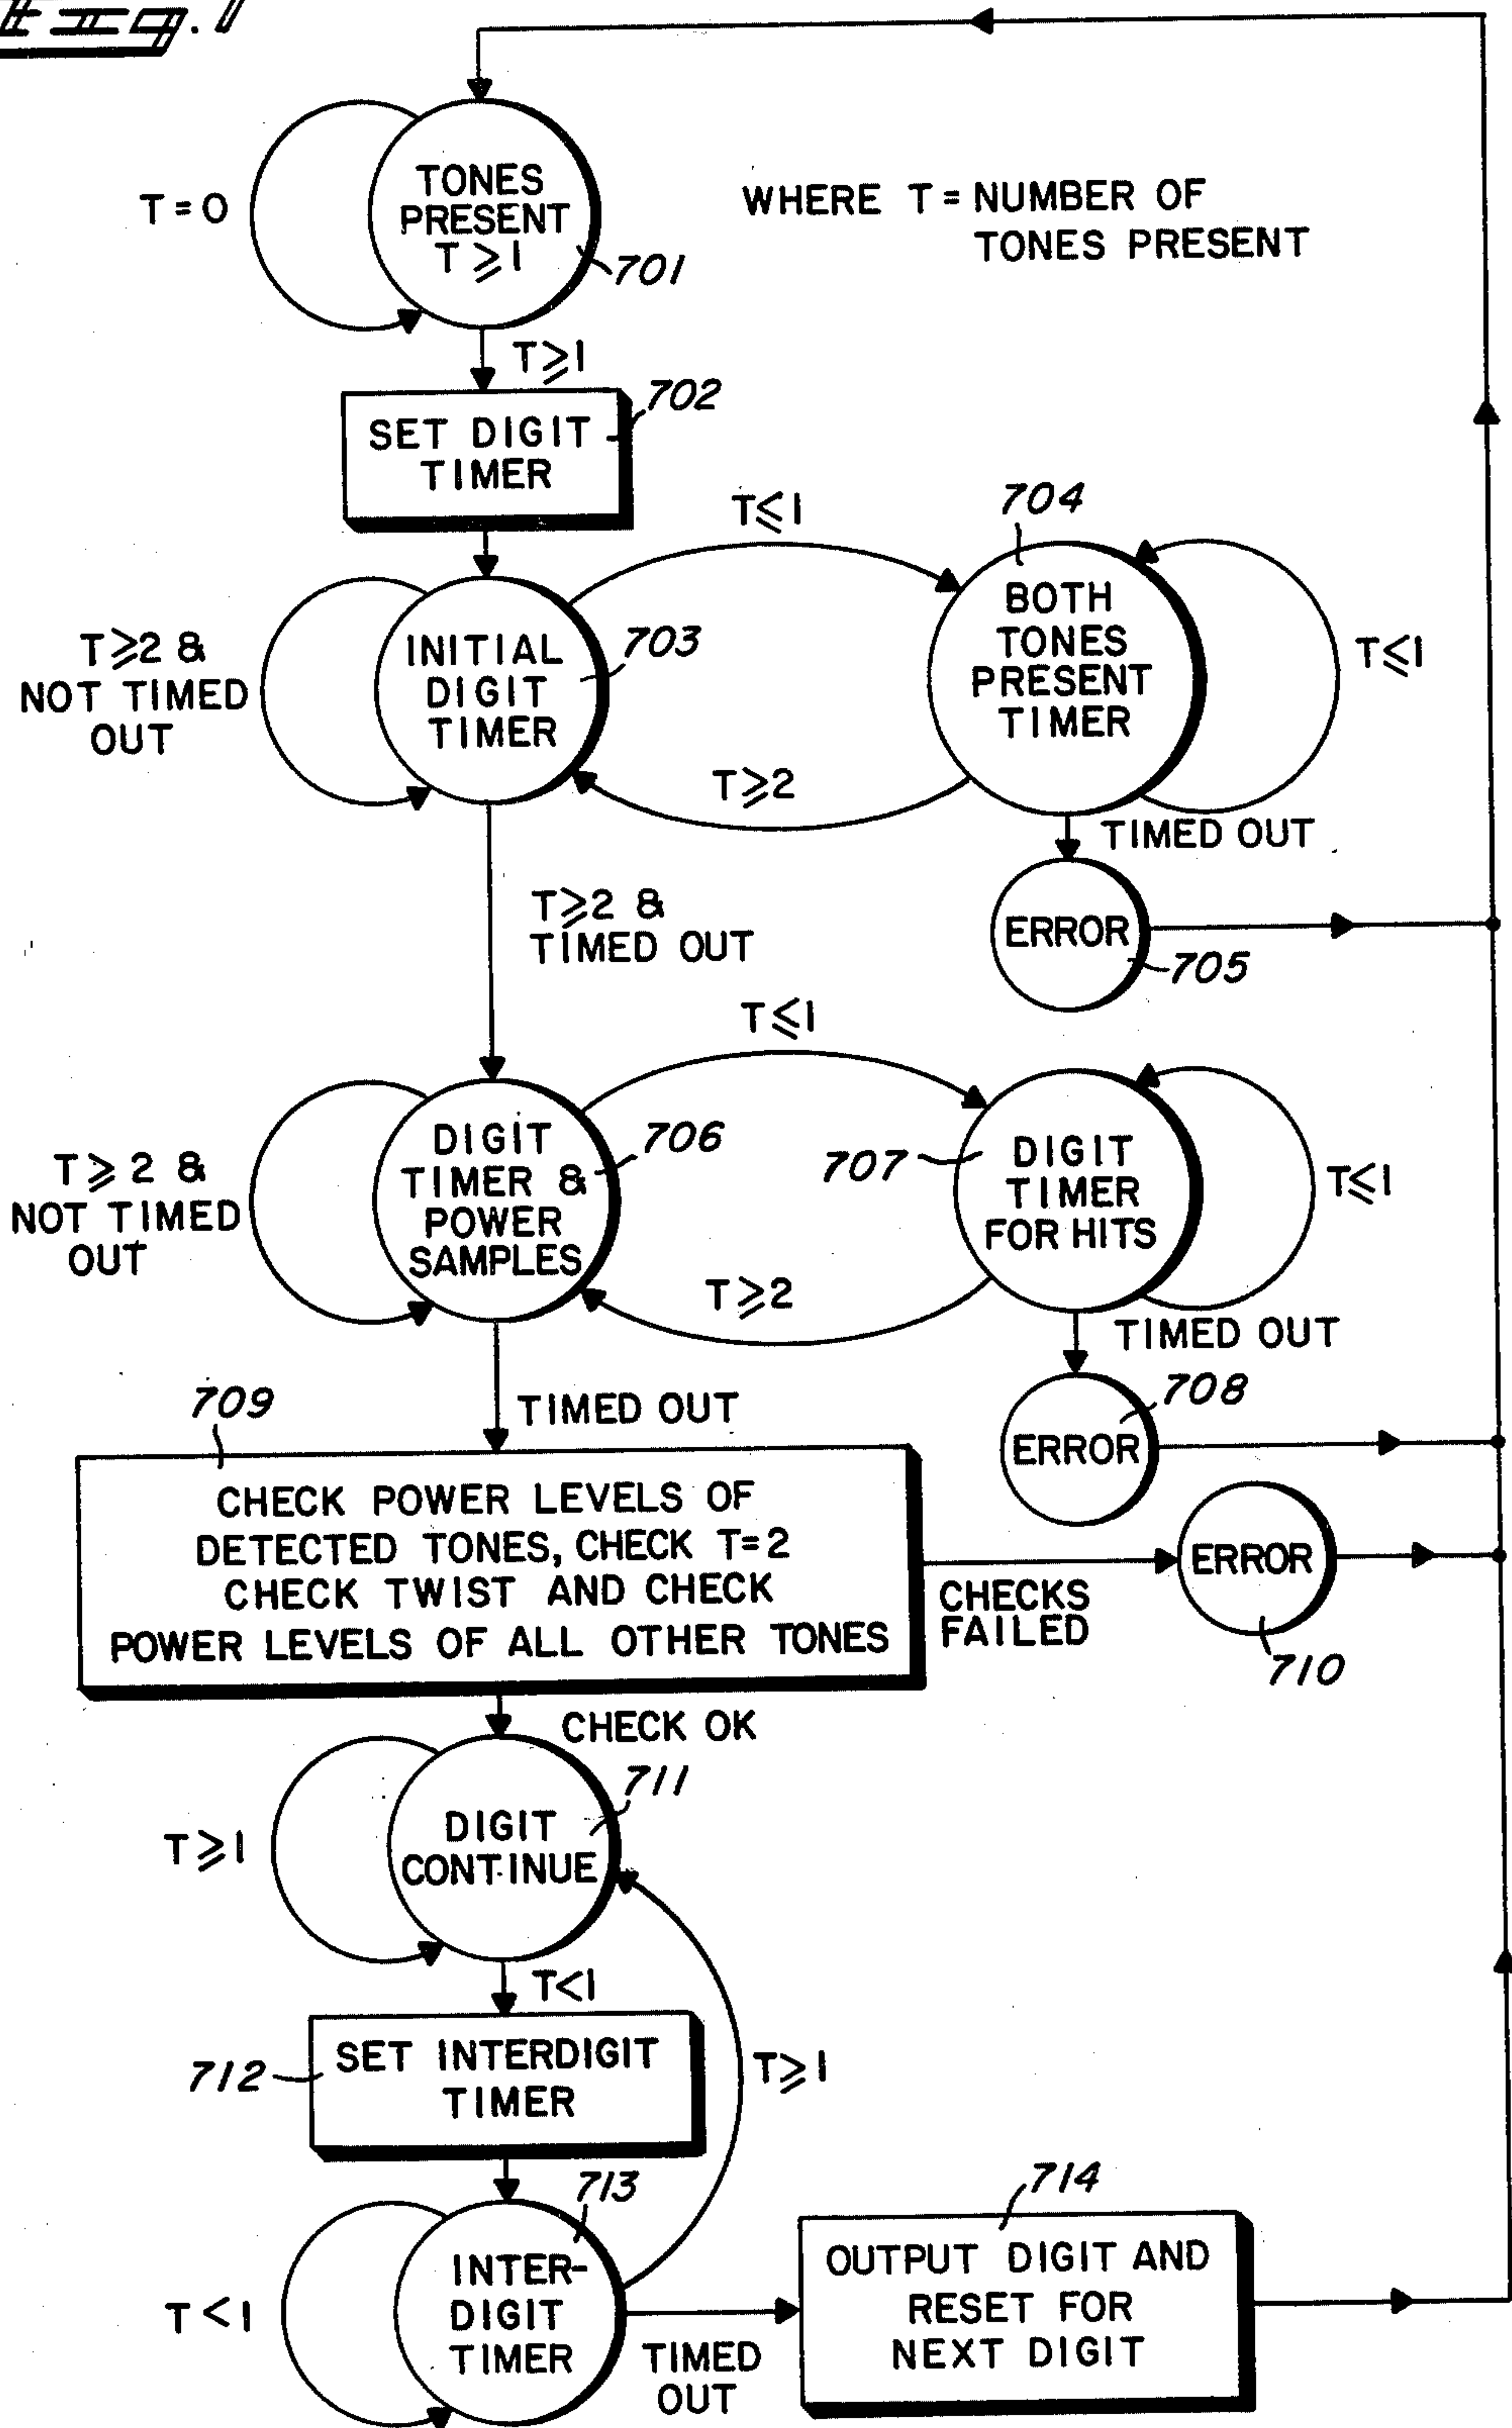 Fig. 1
TONES
PRESENT
T ⩾ 1
701
T = 0
WHERE T = NUMBER OF
TONES PRESENT
T ⩾ 1
702
SET DIGIT
TIMER
T ⩽ 1
704
BOTH
TONES
PRESENT
TIMER
T ⩾ 2 &
NOT TIMED
OUT
INITIAL
DIGIT
TIMER
703
T ⩽ 1
T ⩾ 2
TIMED OUT
T ⩾ 2 &
TIMED OUT
ERROR
705
T ⩽ 1
T ⩾ 2 &
NOT TIMED
OUT
DIGIT
TIMER &
POWER
SAMPLES
706
707
DIGIT
TIMER
FOR HITS
T ⩽ 1
T ⩾ 2
TIMED OUT
TIMED OUT
708
ERROR
709
CHECK POWER LEVELS OF
DETECTED TONES, CHECK T=2
CHECK TWIST AND CHECK
POWER LEVELS OF ALL OTHER TONES
CHECKS
FAILED
ERROR
710
CHECK OK
711
DIGIT
CONTINUE
T ⩾ 1
T < 1
712
SET INTERDIGIT
TIMER
T ⩾ 1
713
INTER-
DIGIT
TIMER
T < 1
TIMED
OUT
714
OUTPUT DIGIT AND
RESET FOR
NEXT DIGIT